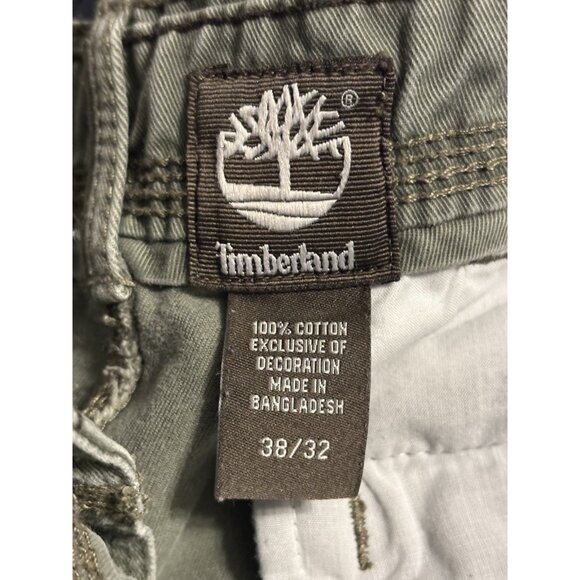 ®
Timberland
100% COTTON
EXCLUSIVE OF
DECORATION
MADE IN
BANGLADESH
38/32